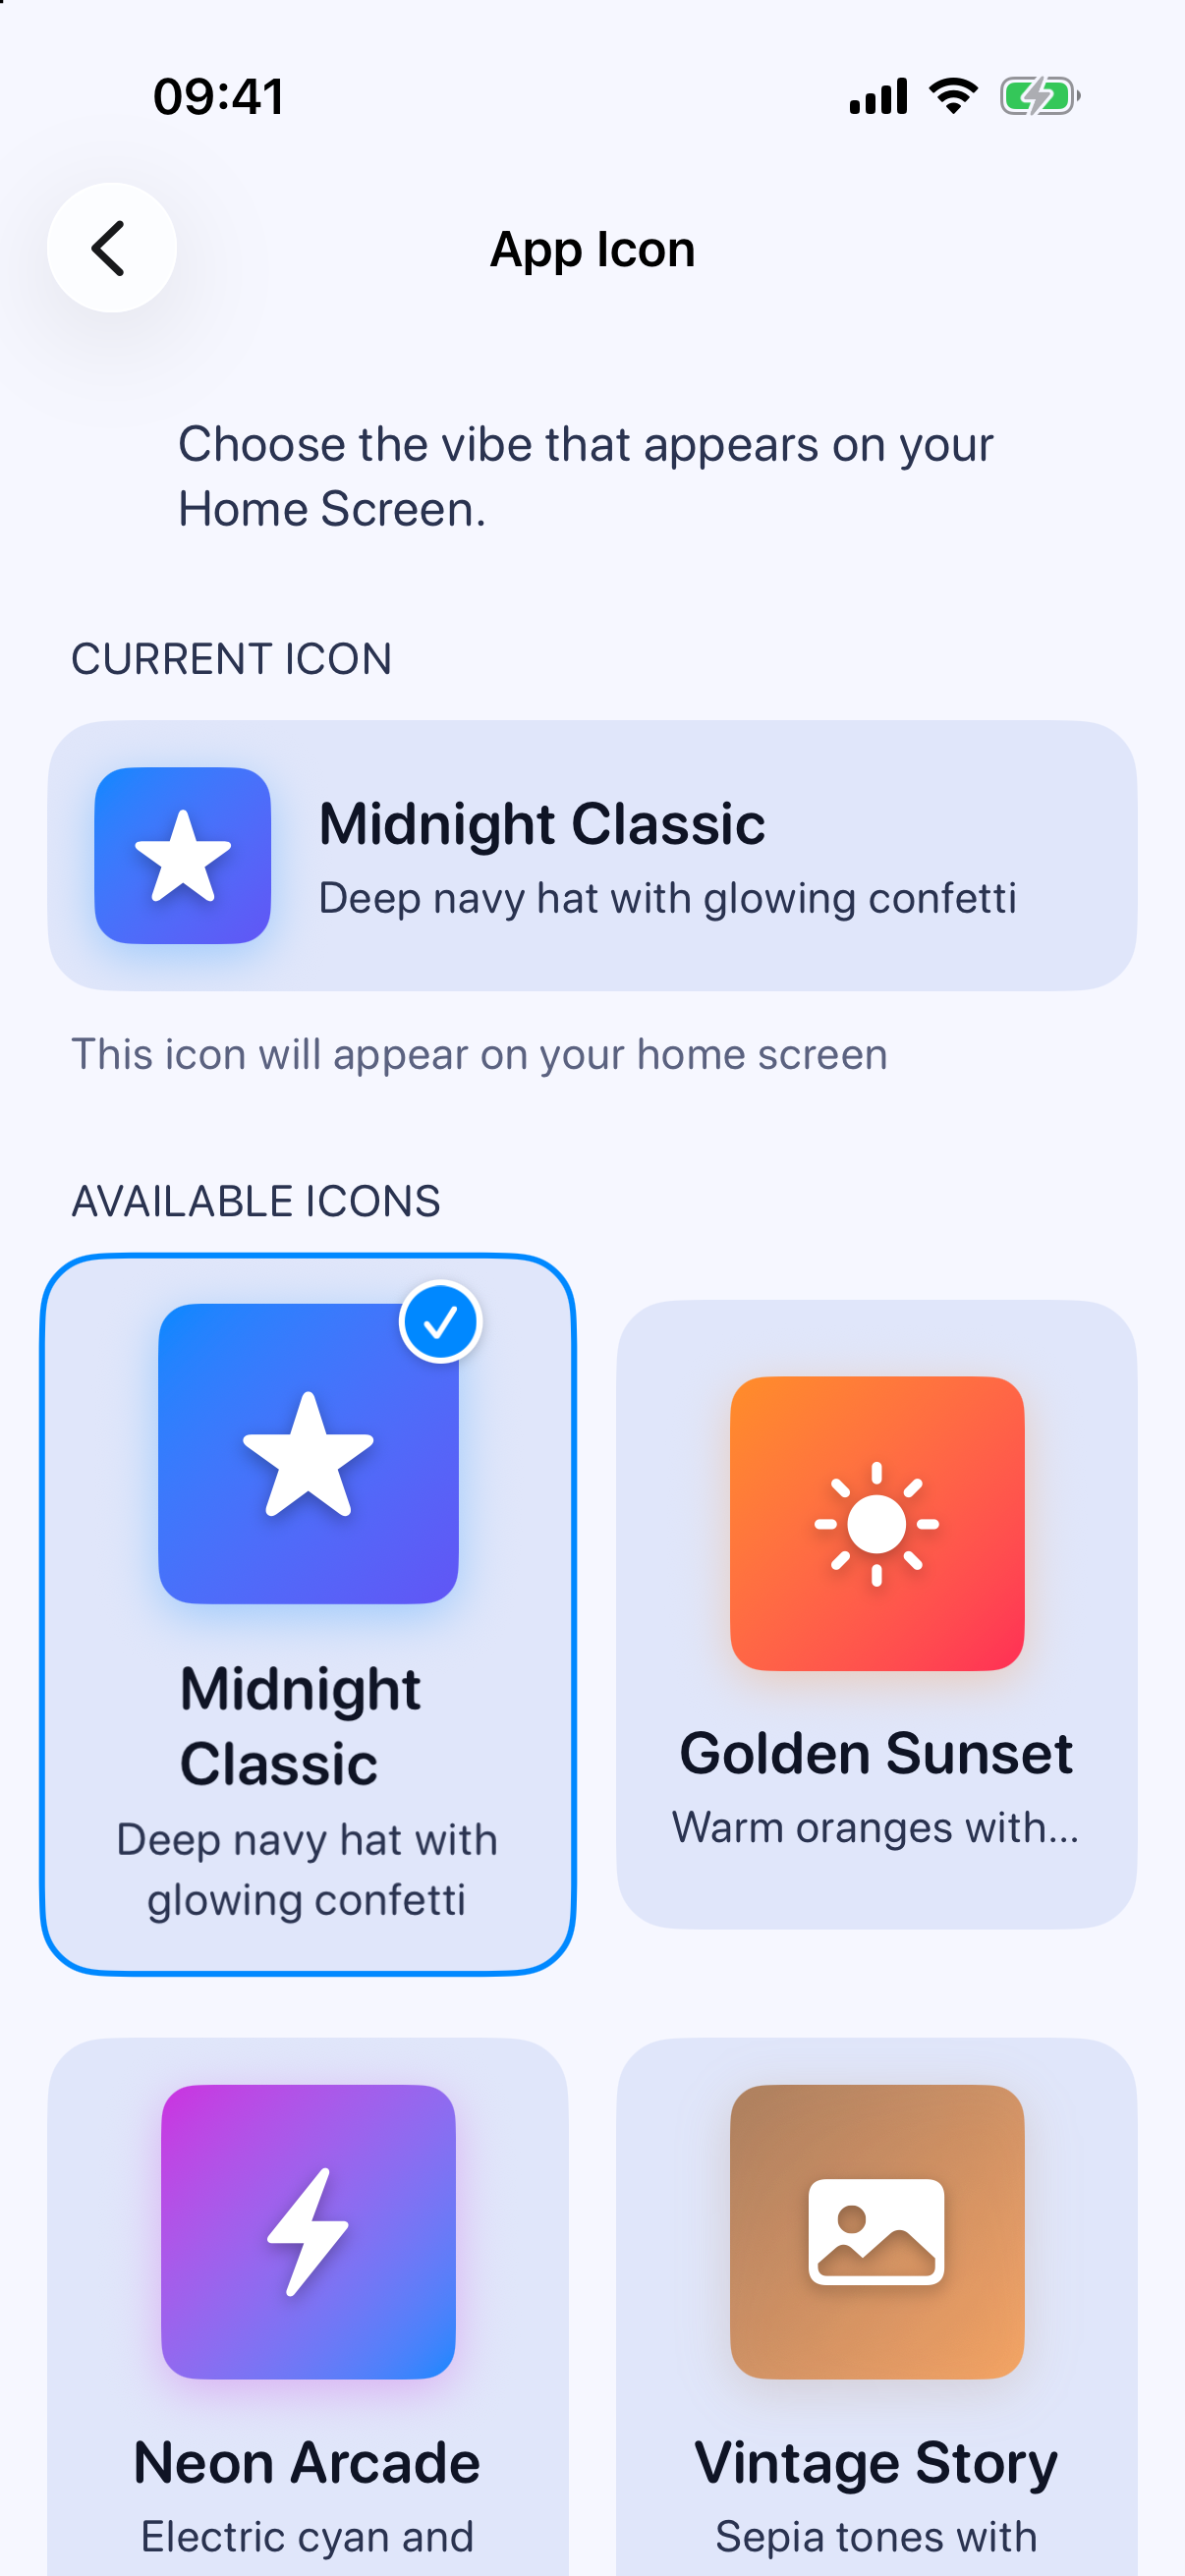 09:41
App Icon
Choose the vibe that appears on your
Home Screen.
CURRENT ICON
Midnight Classic
Deep navy hat with glowing confetti
This icon will appear on your home screen
AVAILABLE ICONS
Midnight
Classic
Deep navy hat with
glowing confetti
Golden Sunset
Warm oranges with...
Neon Arcade
Electric cyan and
Vintage Story
Sepia tones with